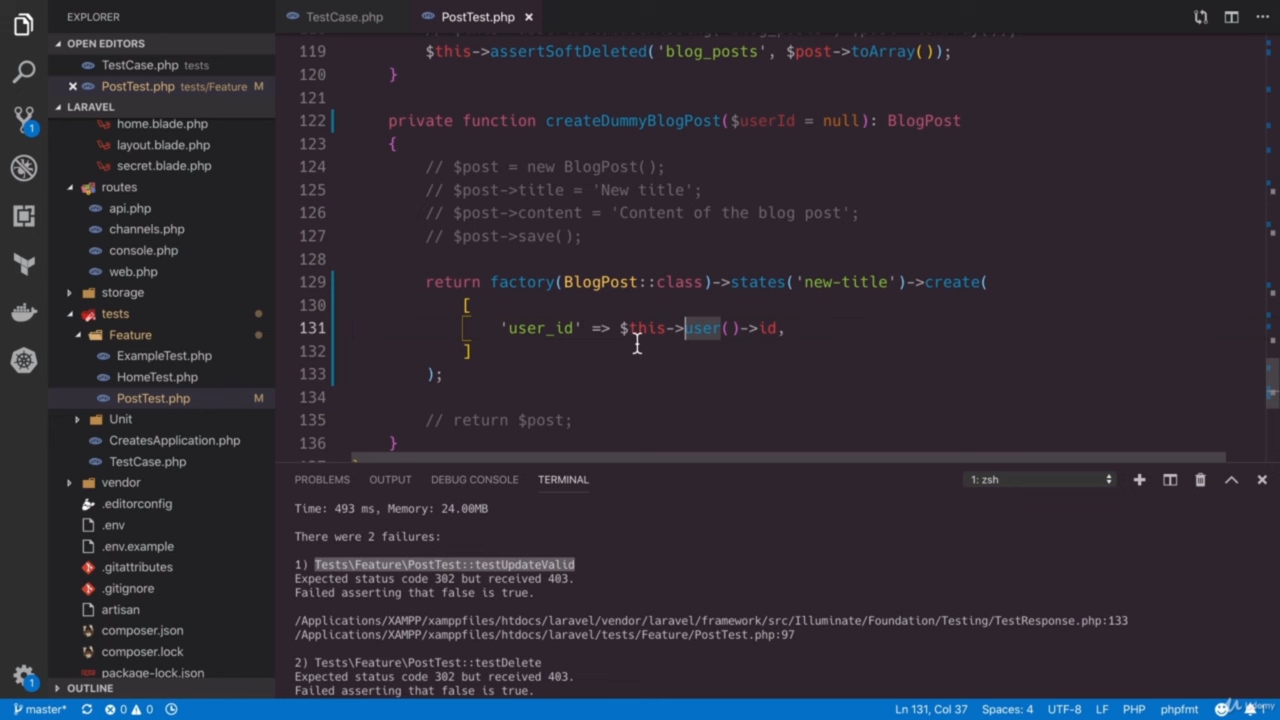 EXPLORER
TestCase.php
PostTest.php
OPEN EDITORS
TestCase.php tests
PostTest.php tests/Feature M
LARAVEL
home.blade.php
layout.blade.php
secret.blade.php
routes
api.php
channels.php
console.php
web.php
storage
tests
Feature
ExampleTest.php
HomeTest.php
PostTest.php M
Unit
CreatesApplication.php
TestCase.php
vendor
.editorconfig
.env
.env.example
.gitattributes
.gitignore
artisan
composer.json
composer.lock
package-lock.json
OUTLINE
119 $this->assertSoftDeleted('blog_posts', $post->toArray());
120 }
121
122 private function createDummyBlogPost($userId = null): BlogPost
123 {
124 // $post = new BlogPost();
125 // $post->title = 'New title';
126 // $post->content = 'Content of the blog post';
127 // $post->save();
128
129 return factory(BlogPost::class)->states('new-title')->create(
130 [
131 'user_id' => $this->user()->id,
132 ]
133 );
134
135 // return $post;
136 }
PROBLEMS OUTPUT DEBUG CONSOLE TERMINAL 1: zsh
Time: 493 ms, Memory: 24.00MB
There were 2 failures:
1) Tests\Feature\PostTest::testUpdateValid
Expected status code 302 but received 403.
Failed asserting that false is true.
/Applications/XAMPP/xamppfiles/htdocs/laravel/vendor/laravel/framework/src/Illuminate/Foundation/Testing/TestResponse.php:133
/Applications/XAMPP/xamppfiles/htdocs/laravel/tests/Feature/PostTest.php:97
2) Tests\Feature\PostTest::testDelete
Expected status code 302 but received 403.
Failed asserting that false is true.
1
1
master* 0 0 Ln 131, Col 37 Spaces: 4 UTF-8 LF PHP phpfmt 1
Udemy